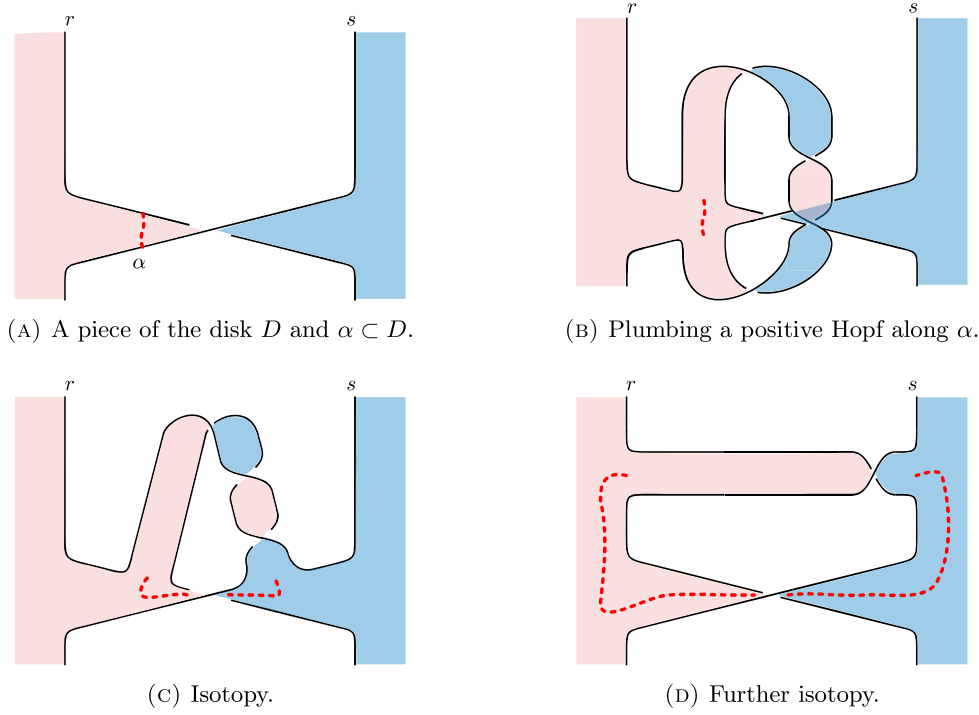 r s
r s
α
(A) A piece of the disk D and α ⊂ D.
(B) Plumbing a positive Hopf along α.
r s
r s
(C) Isotopy.
(D) Further isotopy.